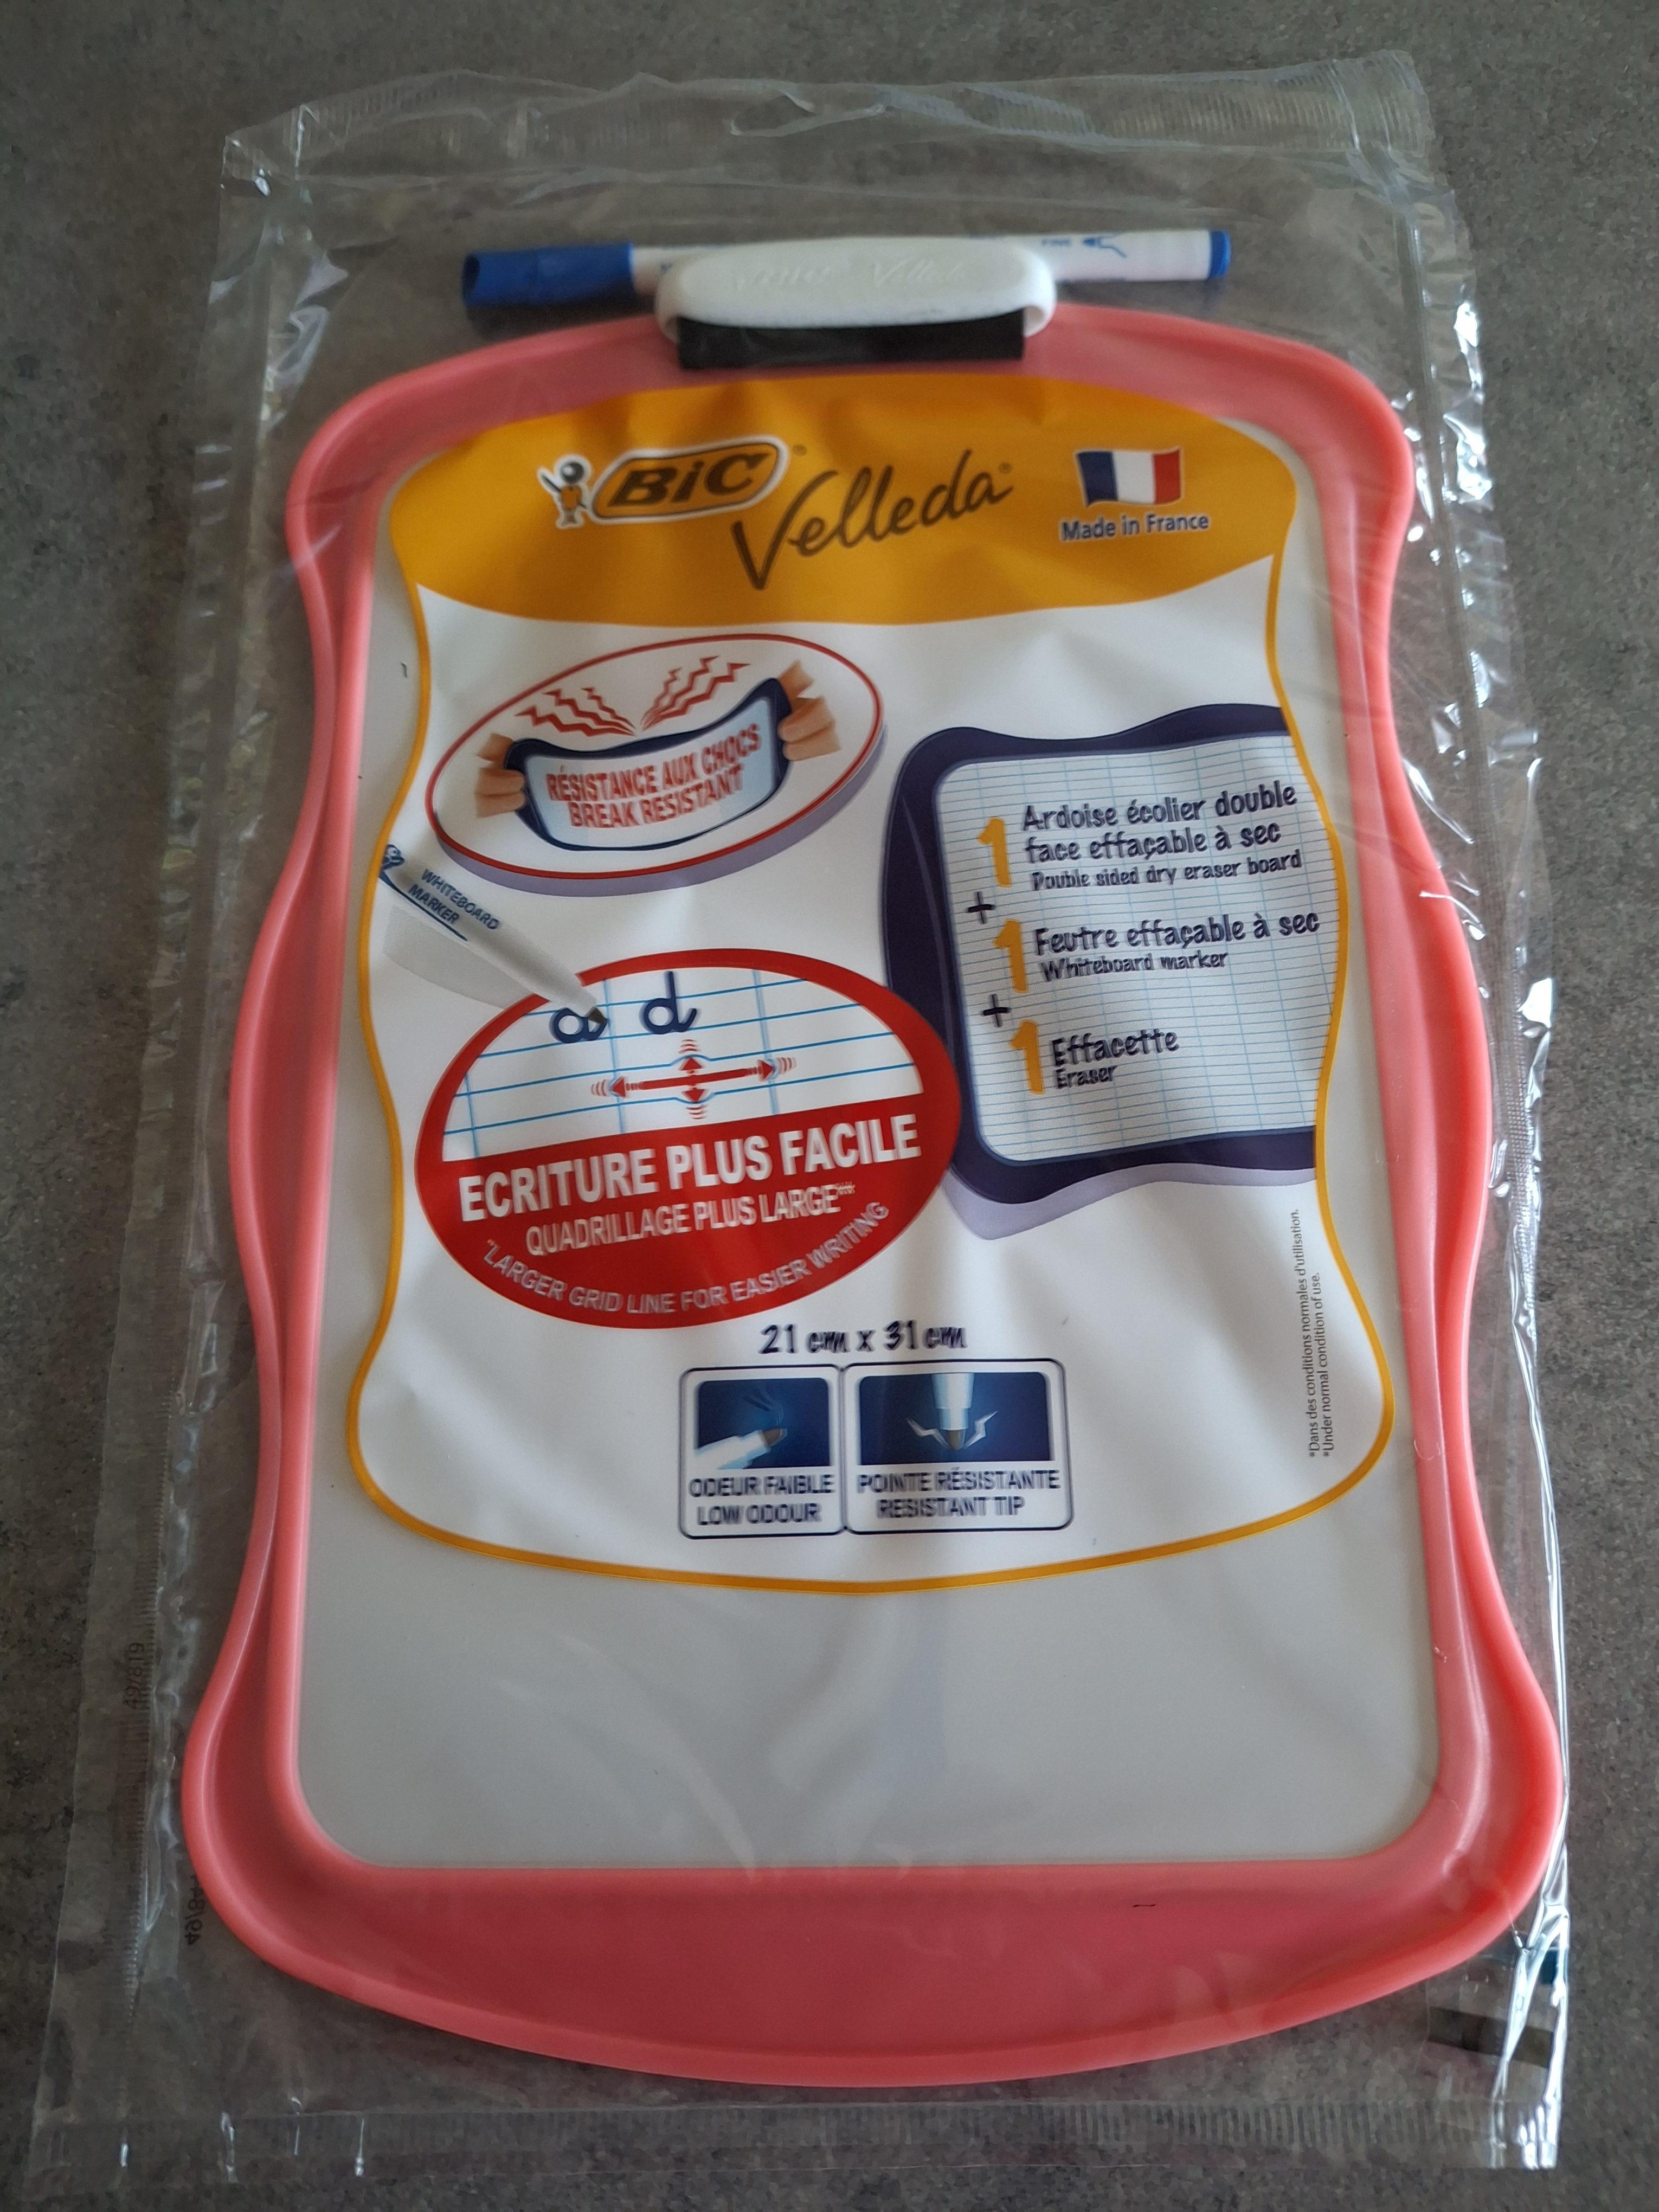 FINE
BiC
Velleda
BiC Velleda®
Made in France
RÉSISTANCE AUX CHOCS
BREAK RESISTANT
WHITEBOARD
MARKER
1 Ardoise écolier double
face effaçable à sec
Double sided dry eraser board
+
1 Feutre effaçable à sec
Whiteboard marker
+
1 Effacette
Eraser
a d
ECRITURE PLUS FACILE
QUADRILLAGE PLUS LARGE
LARGER GRID LINE FOR EASIER WRITING
21 cm x 31 cm
ODEUR FAIBLE
LOW ODOUR
POINTE RÉSISTANTE
RESISTANT TIP
*Dans des conditions normales d'utilisation.
*Under normal condition of use.